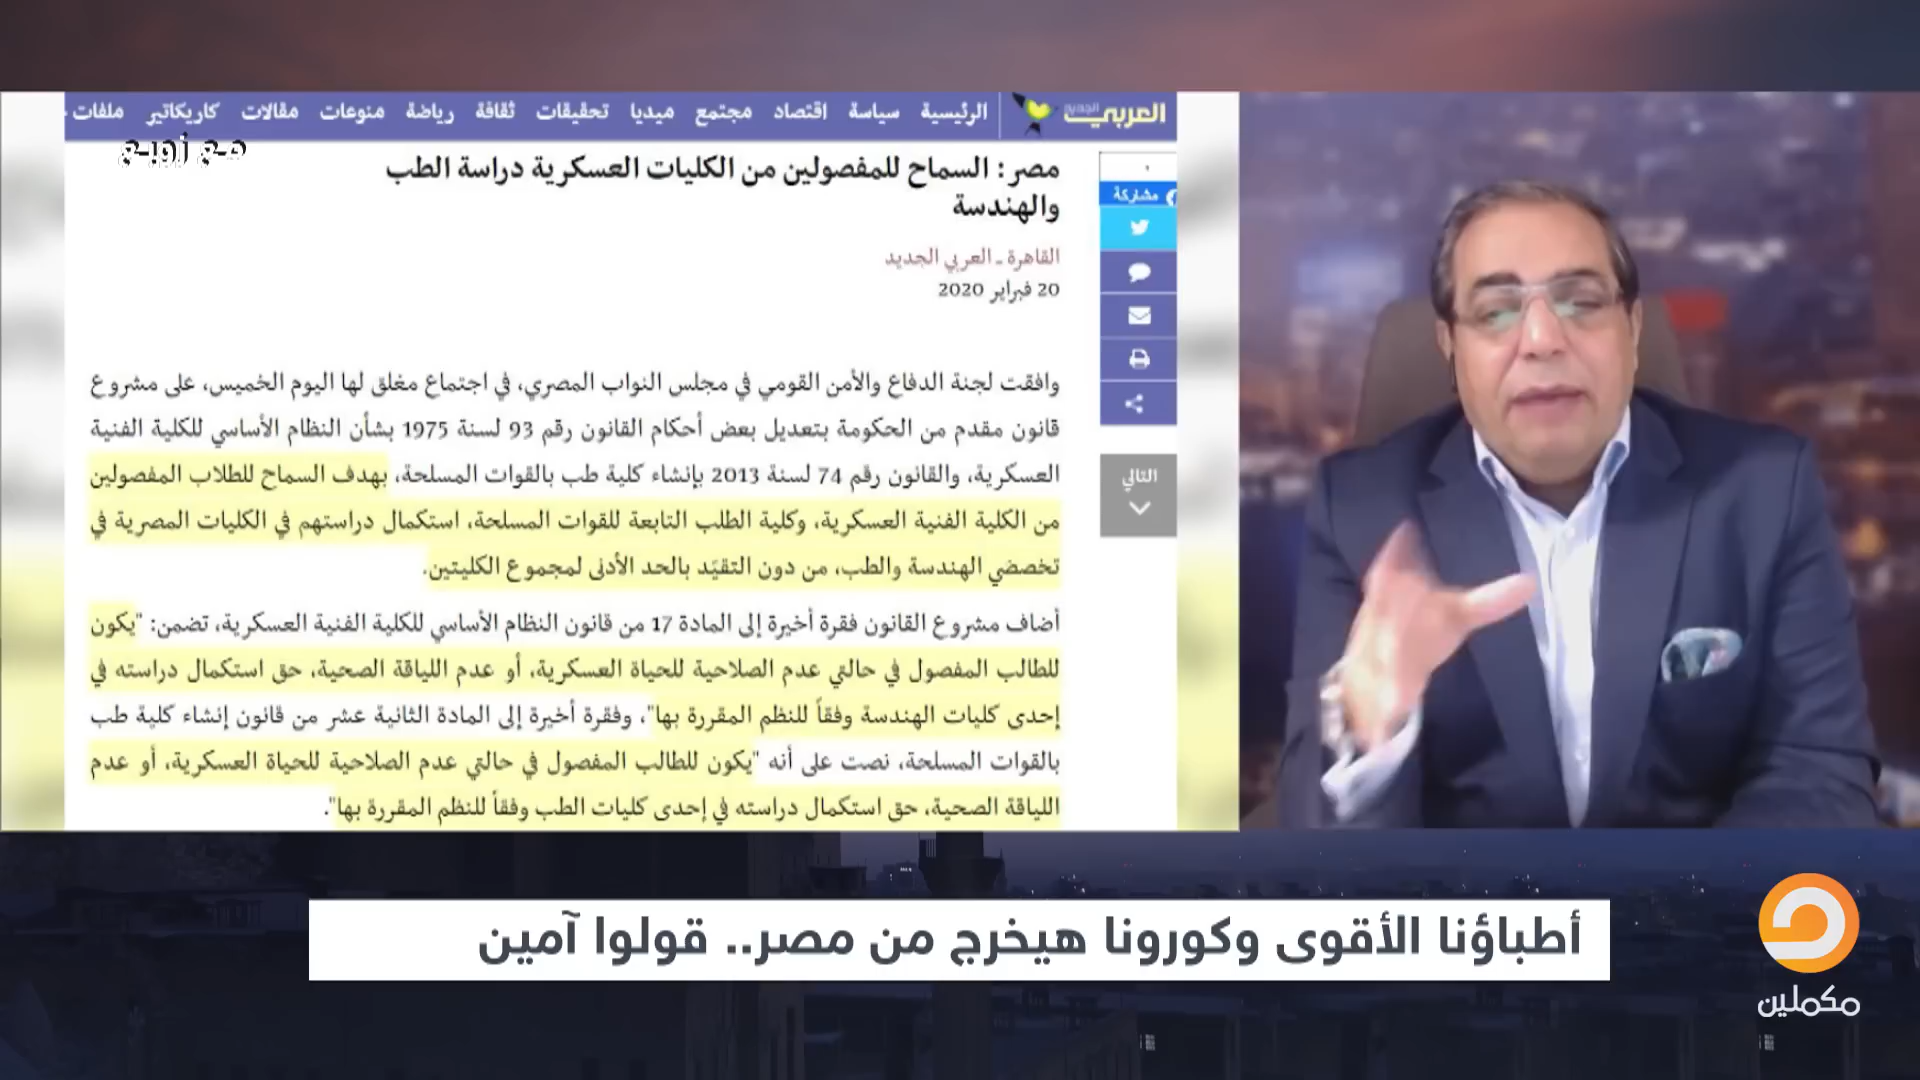 العربي الجديد
الرئيسية سياسة اقتصاد مجتمع ميديا تحقيقات ثقافة رياضة منوعات مقالات كاريكاتير ملفات
مصر: السماح للمفصولين من الكليات العسكرية دراسة الطب
والهندسة
القاهرة ـ العربي الجديد
20 فبراير 2020
مشاركة
التالي
وافقت لجنة الدفاع والأمن القومي في مجلس النواب المصري، في اجتماع مغلق لها اليوم الخميس، على مشروع
قانون مقدم من الحكومة بتعديل بعض أحكام القانون رقم 93 لسنة 1975 بشأن النظام الأساسي للكلية الفنية
العسكرية، والقانون رقم 74 لسنة 2013 بإنشاء كلية طب بالقوات المسلحة، بهدف السماح للطلاب المفصولين
من الكلية الفنية العسكرية، وكلية الطلب التابعة للقوات المسلحة، استكمال دراستهم في الكليات المصرية في
تخصصي الهندسة والطب، من دون التقيّد بالحد الأدنى لمجموع الكليتين.
أضاف مشروع القانون فقرة أخيرة إلى المادة 17 من قانون النظام الأساسي للكلية الفنية العسكرية، تضمن: "يكون
للطالب المفصول في حالتي عدم الصلاحية للحياة العسكرية، أو عدم اللياقة الصحية، حق استكمال دراسته في
إحدى كليات الهندسة وفقاً للنظم المقررة بها"، وفقرة أخيرة إلى المادة الثانية عشر من قانون إنشاء كلية طب
بالقوات المسلحة، نصت على أنه "يكون للطالب المفصول في حالتي عدم الصلاحية للحياة العسكرية، أو عدم
اللياقة الصحية، حق استكمال دراسته في إحدى كليات الطب وفقاً للنظم المقررة بها".
أطباؤنا الأقوى وكورونا هيخرج من مصر.. قولوا آمين
مكملين